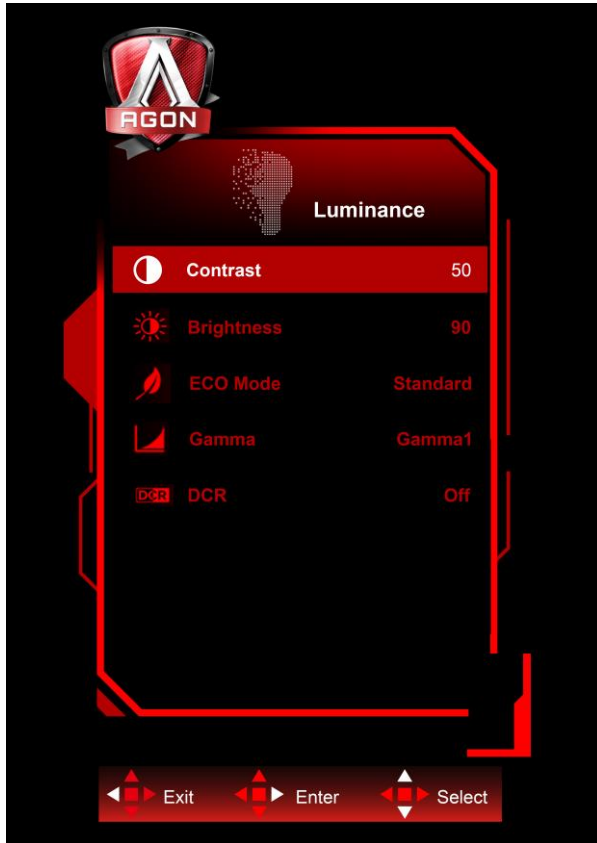 AGON
Luminance
Contrast 50
Brightness 90
ECO Mode Standard
Gamma Gamma1
DCR DCR Off
Exit Enter Select